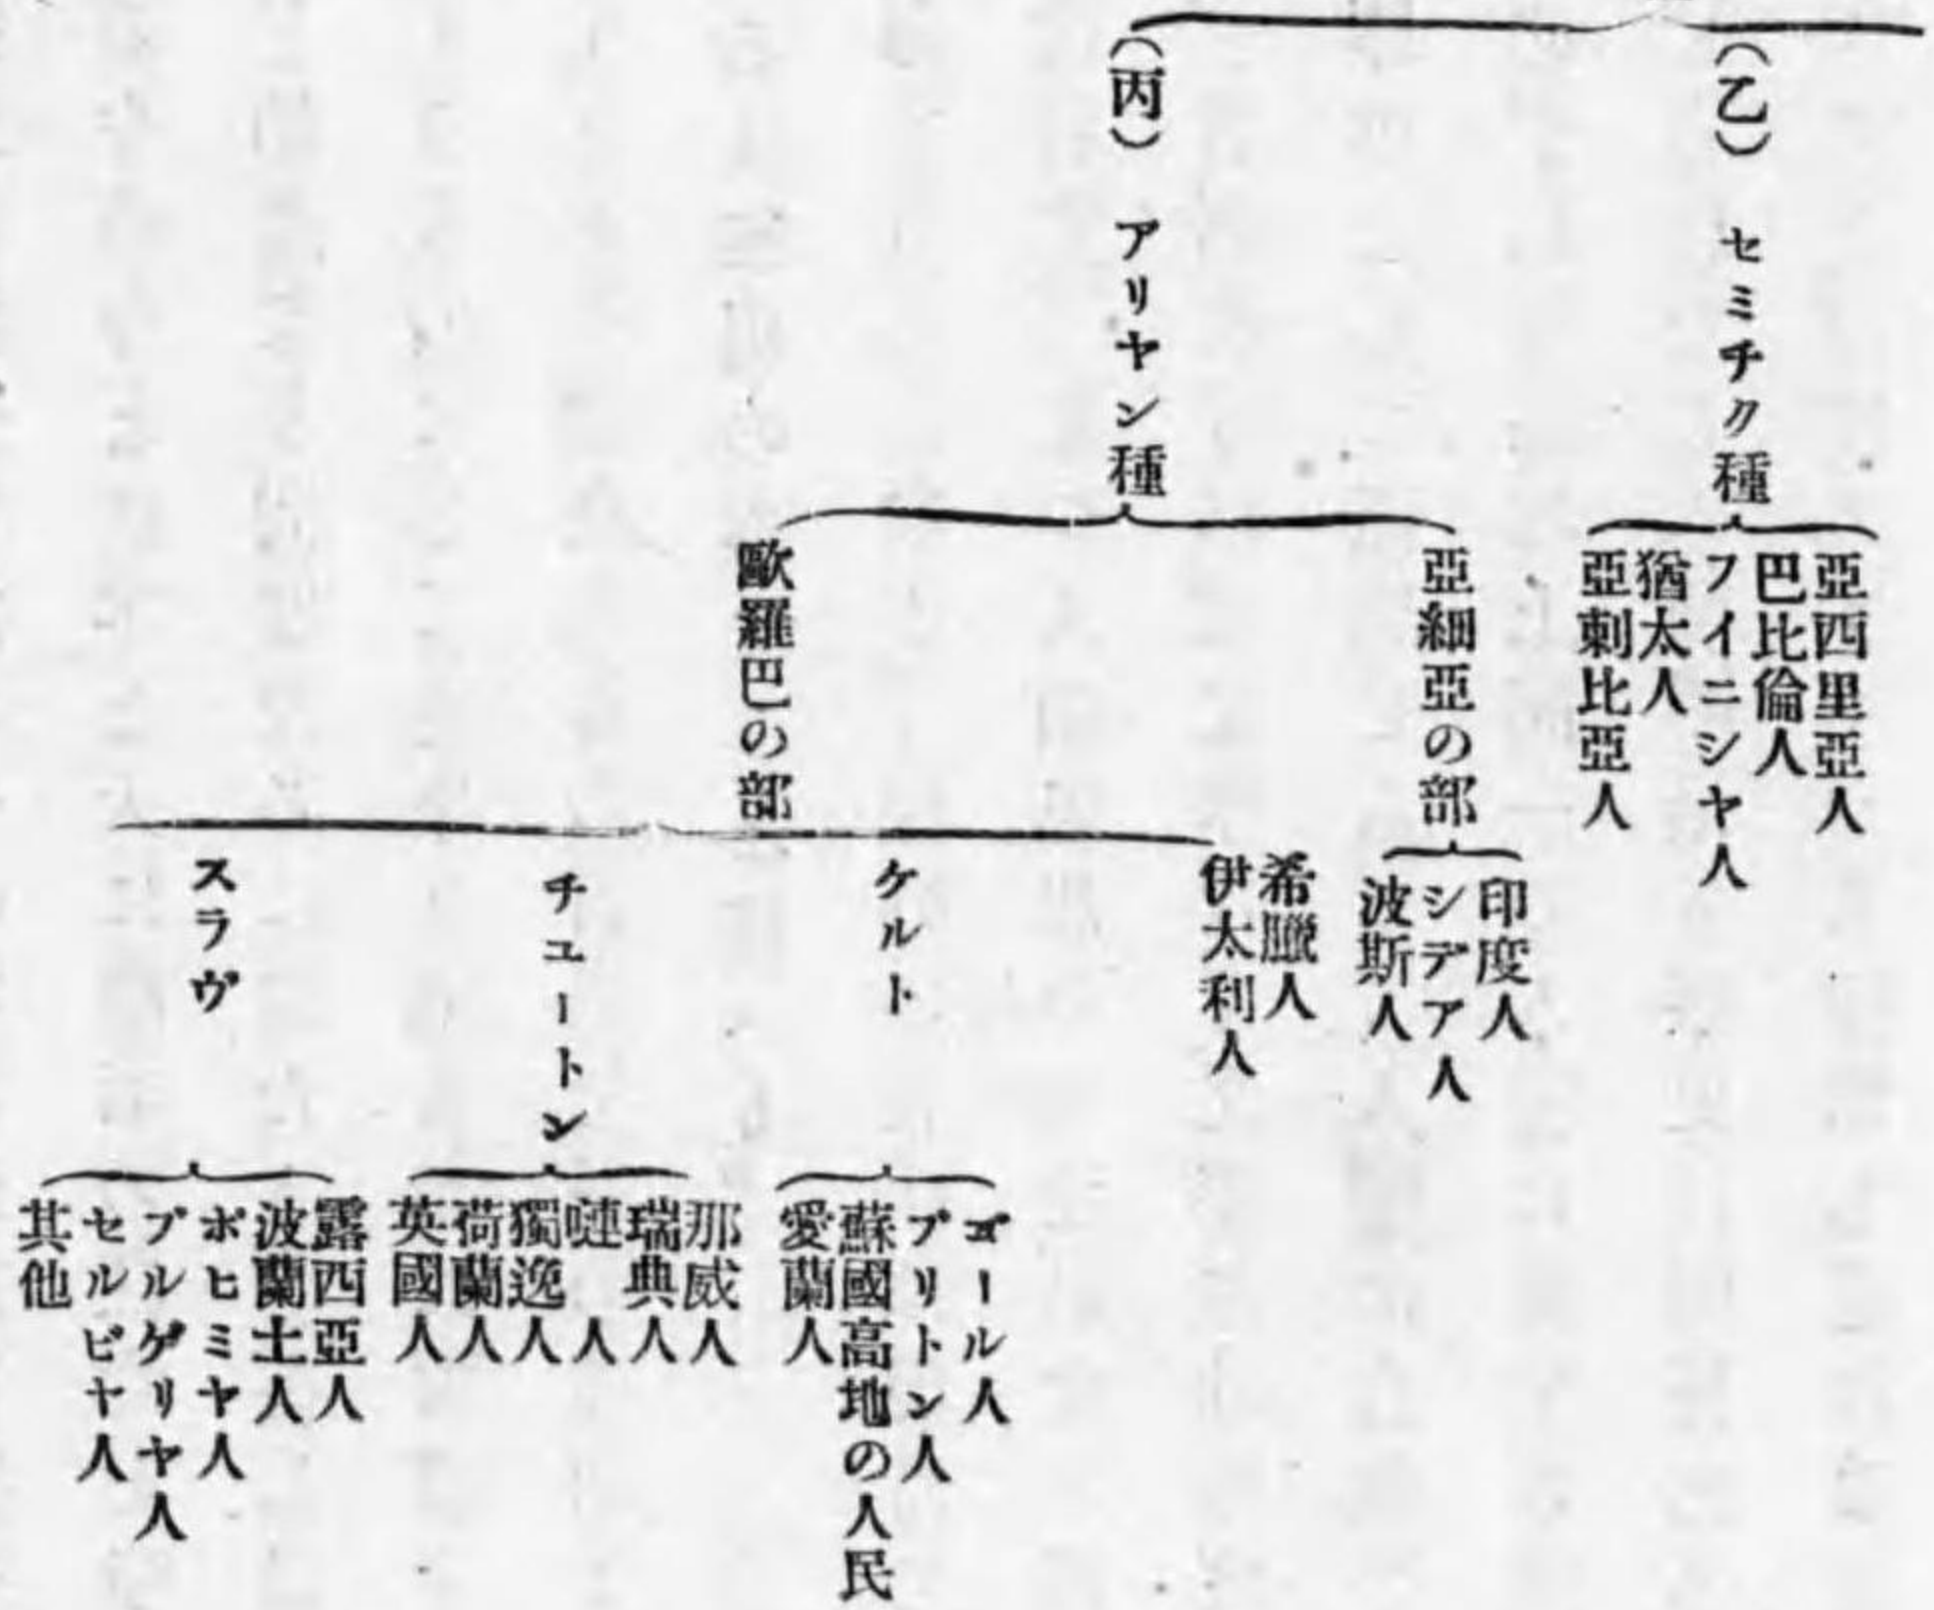 (乙) セミチク種
亞西里亞人
巴比倫人
フイニシヤ人
猶太人
亞剌比亞人
(丙) アリヤン種
亞細亞の部
印度人
シデア人
波斯人
歐羅巴の部
希臘人
伊太利人
ケルト
ゴール人
ブリトン人
蘇國高地の人民
愛蘭人
チユートン
那威人
瑞典人
嗹人
獨逸人
荷蘭人
英國人
スラヴ
露西亞人
波蘭土人
ボヒミヤ人
ブルゲリヤ人
セルビヤ人
其他